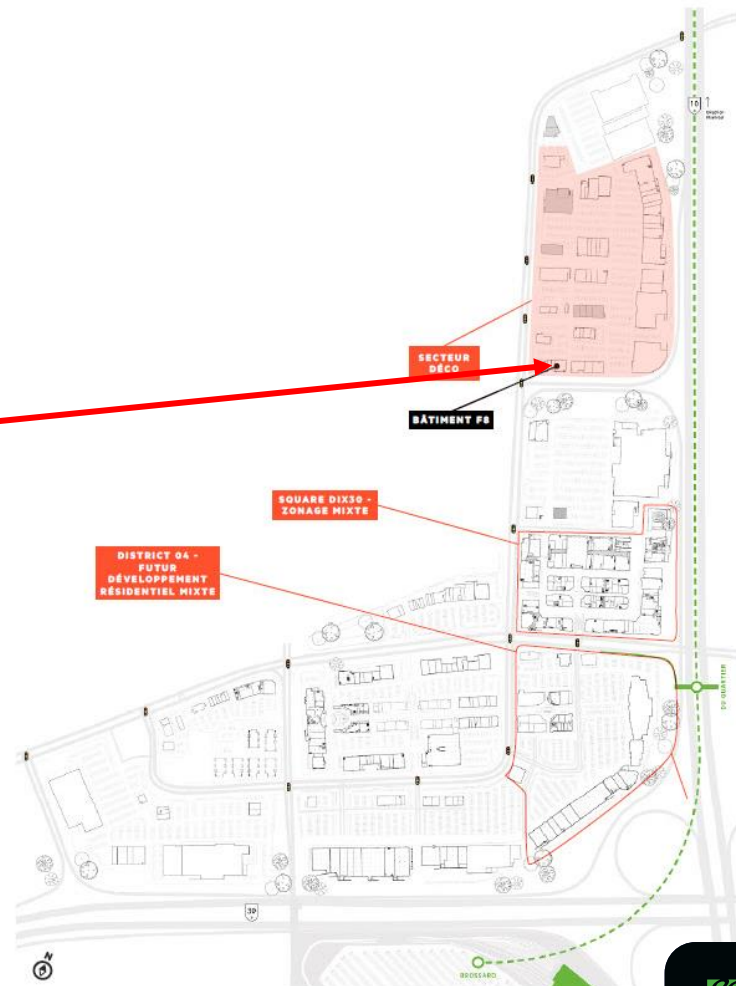 10
SECTEUR
DÉCO
BÂTIMENT F8
SQUARE DIX30 -
ZONAGE MIXTE
DISTRICT 04 -
FUTUR
DÉVELOPPEMENT
RÉSIDENTIEL MIXTE
DU QUARTIER
30
N
BROSSARD